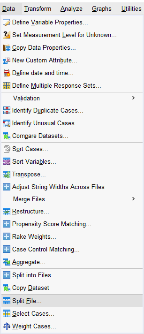 Data Transform Analyze Graphs Utilities
Define Variable Properties...
Set Measurement Level for Unknown...
Copy Data Properties...
New Custom Attribute...
Define date and time...
Define Multiple Response Sets...
Validation
Identify Duplicate Cases...
Identify Unusual Cases
Compare Datasets...
Sort Cases...
Sort Variables...
Transpose...
Adjust String Widths Across Files
Merge Files
Restructure...
Propensity Score Matching...
Rake Weights...
Case Control Matching...
Aggregate...
Split into Files
Copy Dataset
Split File...
Select Cases...
Weight Cases...